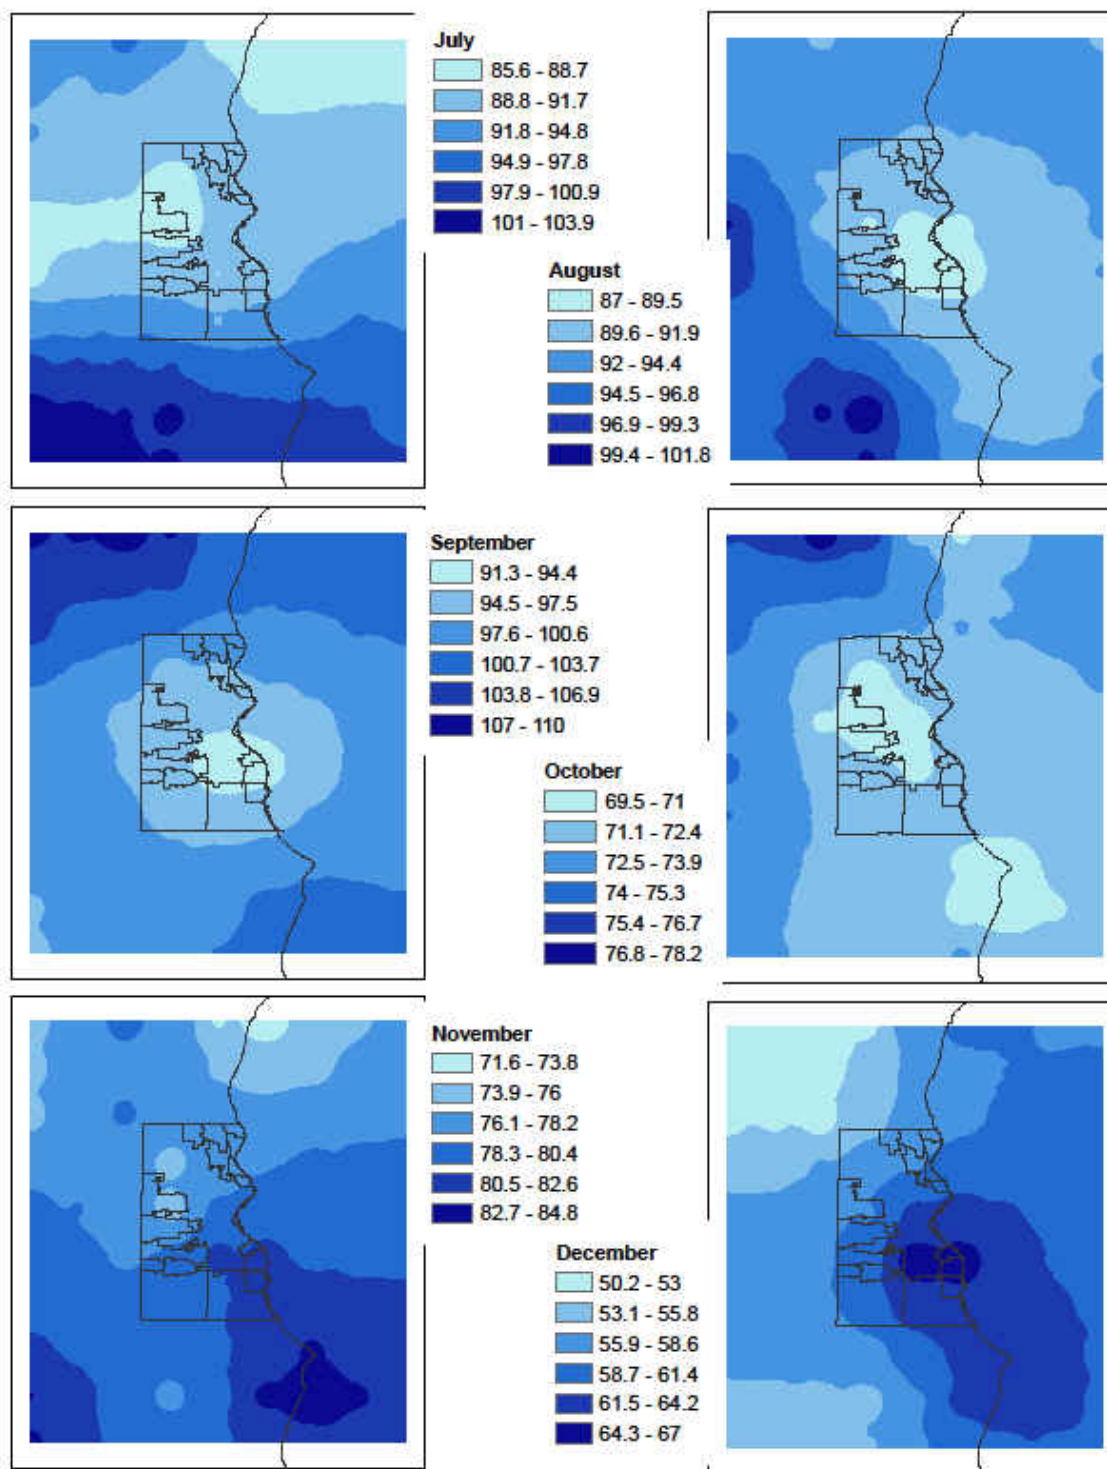 July
85.6 - 88.7
88.8 - 91.7
91.8 - 94.8
94.9 - 97.8
97.9 - 100.9
101 - 103.9
August
87 - 89.5
89.6 - 91.9
92 - 94.4
94.5 - 96.8
96.9 - 99.3
99.4 - 101.8
September
91.3 - 94.4
94.5 - 97.5
97.6 - 100.6
100.7 - 103.7
103.8 - 106.9
107 - 110
October
69.5 - 71
71.1 - 72.4
72.5 - 73.9
74 - 75.3
75.4 - 76.7
76.8 - 78.2
November
71.6 - 73.8
73.9 - 76
76.1 - 78.2
78.3 - 80.4
80.5 - 82.6
82.7 - 84.8
December
50.2 - 53
53.1 - 55.8
55.9 - 58.6
58.7 - 61.4
61.5 - 64.2
64.3 - 67